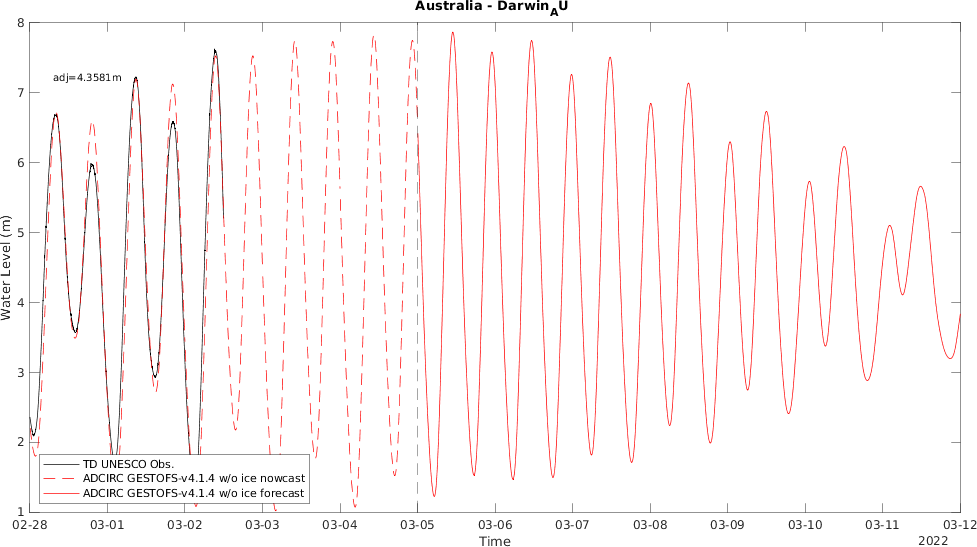 Australia - Darwin_AU
adj=4.3581m
8
7
6
5
4
3
2
1
Water Level (m)
TD UNESCO Obs.
ADCIRC GESTOFS-v4.1.4 w/o ice nowcast
ADCIRC GESTOFS-v4.1.4 w/o ice forecast
02-28 03-01 03-02 03-03 03-04 03-05 03-06 03-07 03-08 03-09 03-10 03-11 03-12
Time
2022